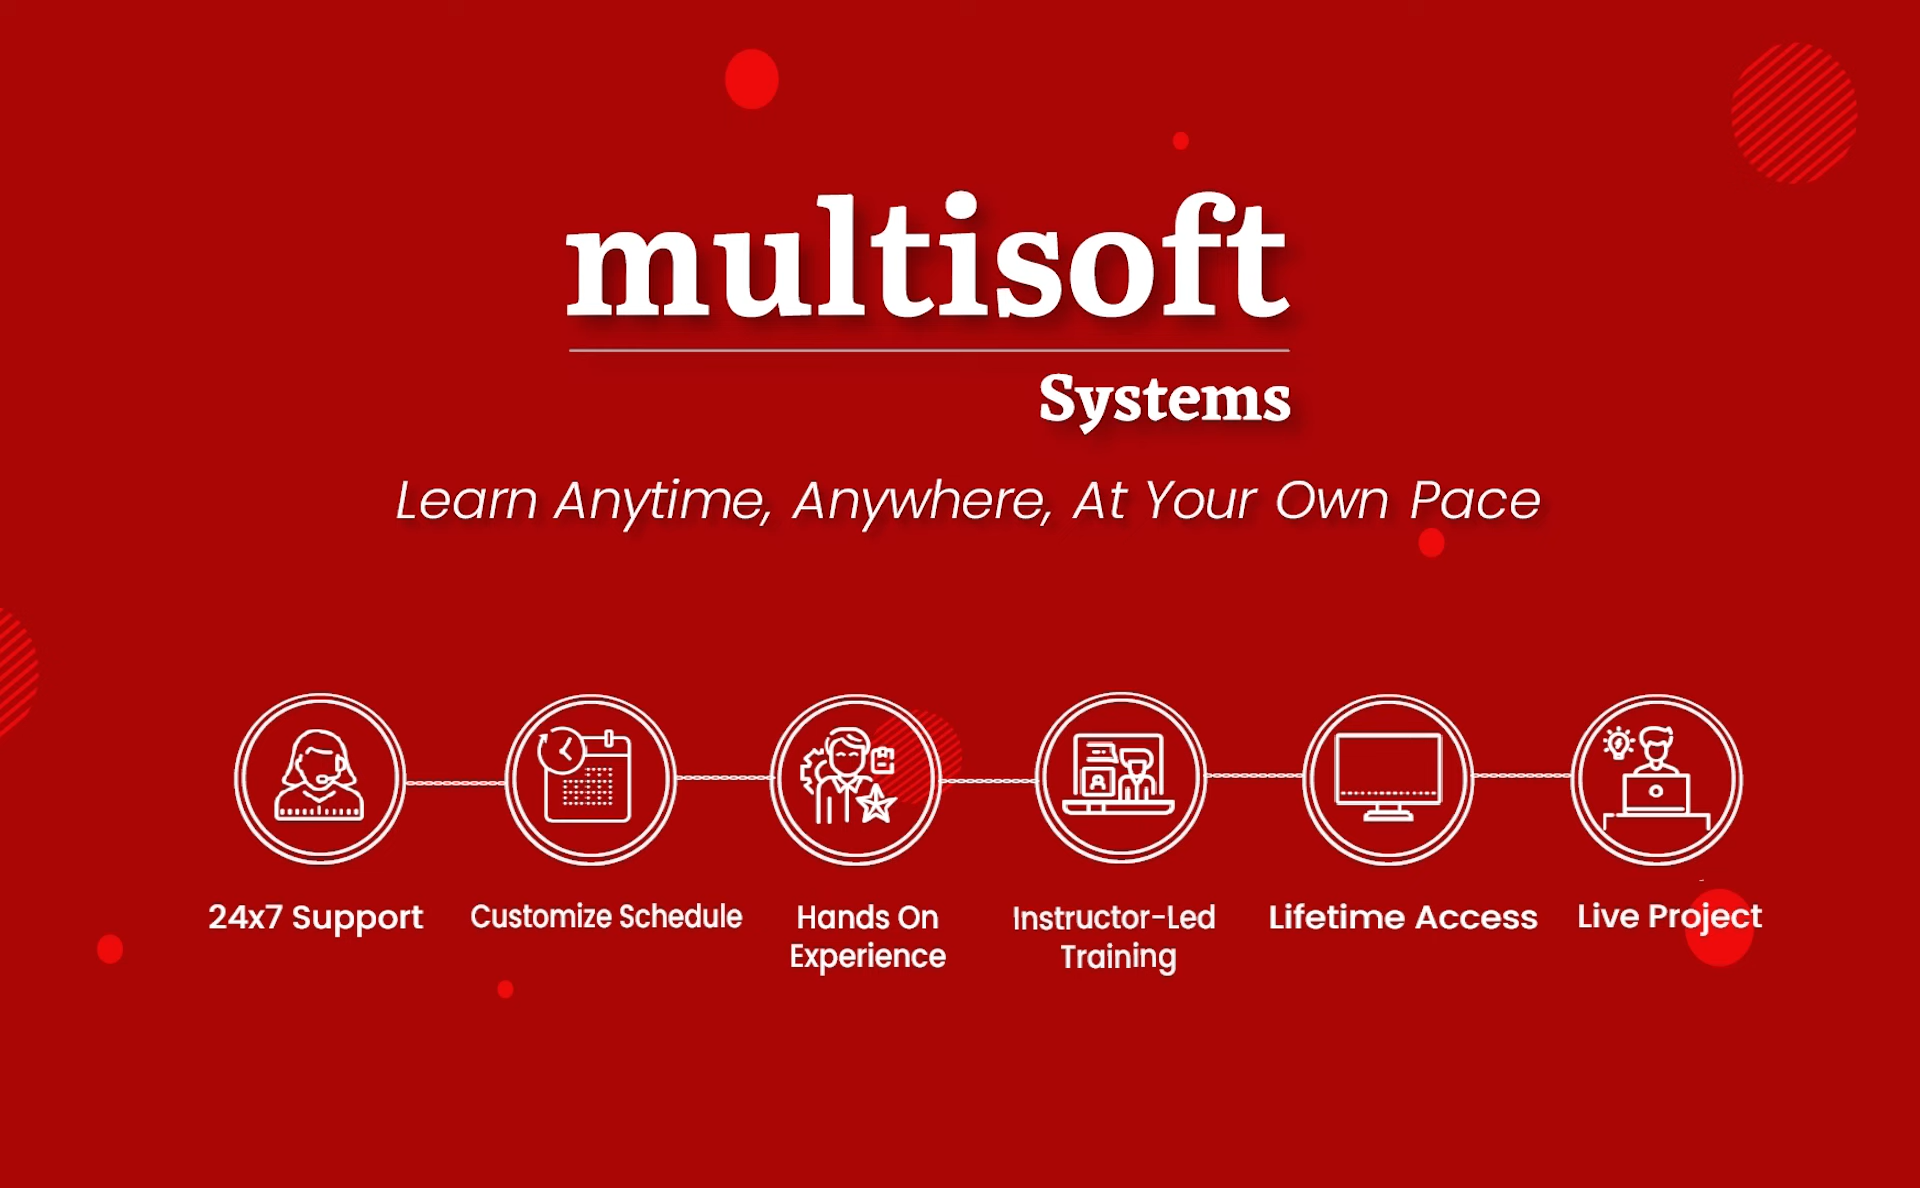 multisoft
Systems
Learn Anytime, Anywhere, At Your Own Pace
24x7 Support
Customize Schedule
Hands On
Experience
Instructor-Led
Training
Lifetime Access
Live Project